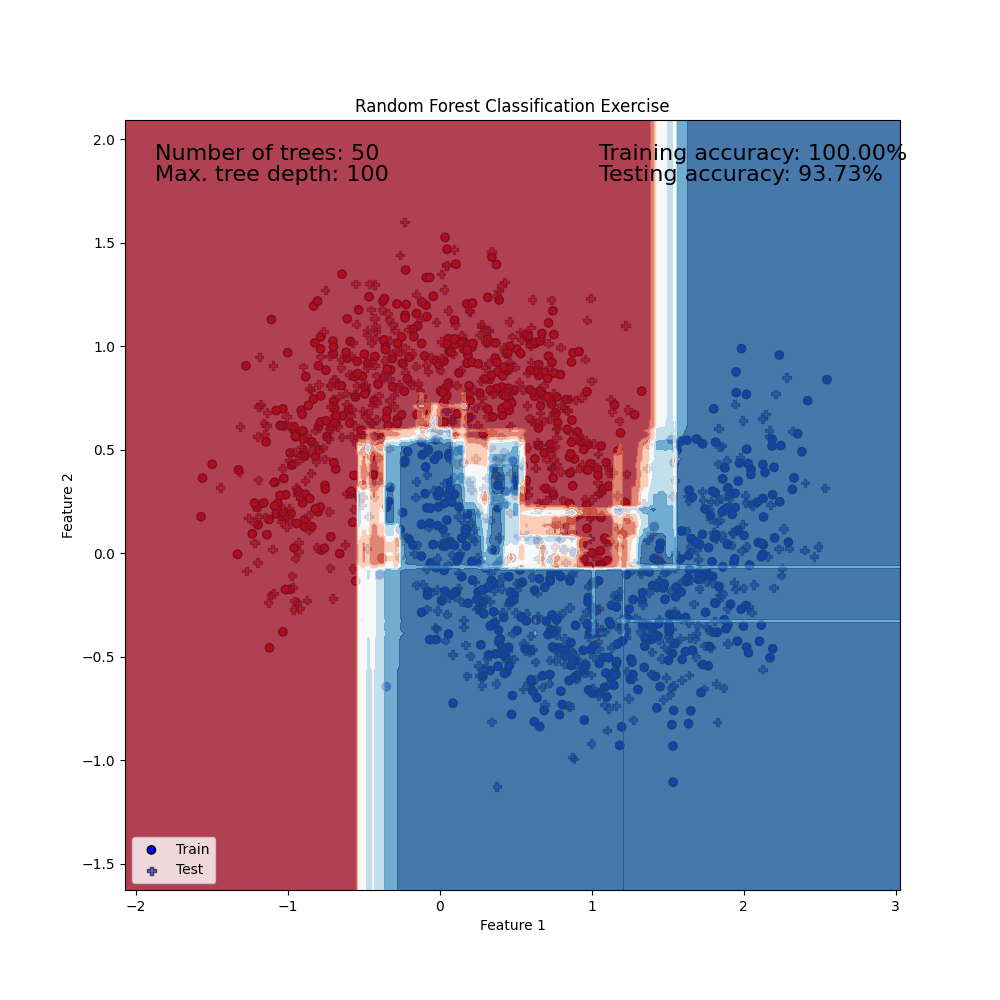 Random Forest Classification Exercise
Number of trees: 50
Max. tree depth: 100
Training accuracy: 100.00%
Testing accuracy: 93.73%
2.0
1.5
1.0
0.5
0.0
−0.5
−1.0
−1.5
Feature 2
Train
Test
−2
−1
0
1
2
3
Feature 1